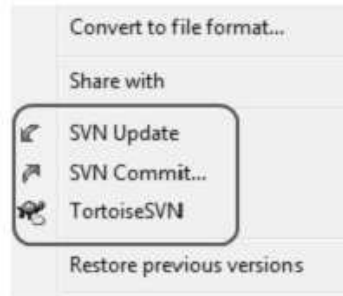 Convert to file format...
Share with
SVN Update
SVN Commit...
TortoiseSVN
Restore previous versions